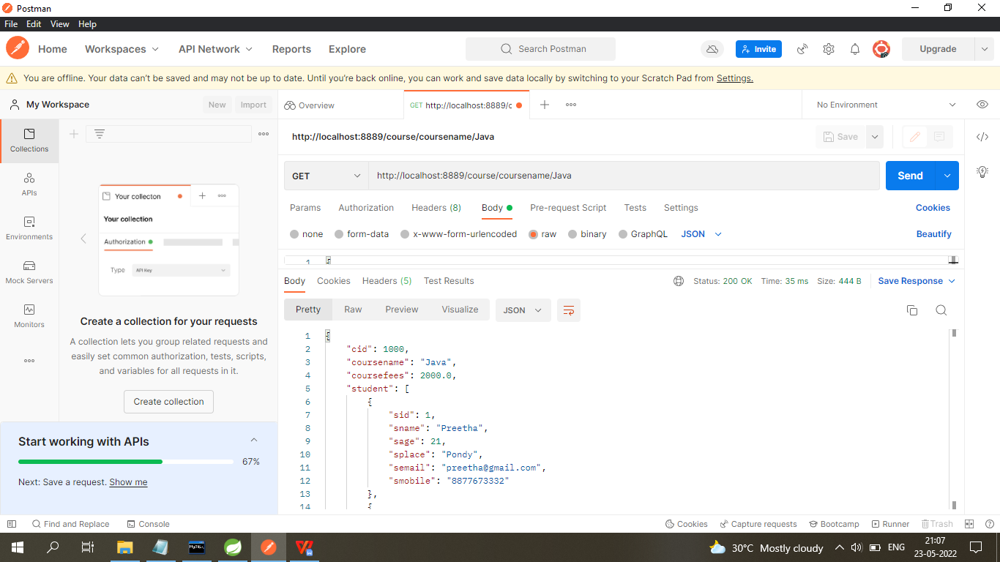 Postman
File Edit View Help
Home Workspaces API Network Reports Explore Search Postman Invite Upgrade
You are offline. Your data can't be saved and may not be up to date. Until you're back online, you can work and save data locally by switching to your Scratch Pad from Settings.
My Workspace New Import Overview GET http://localhost:8889/c No Environment
Collections
APIs
Environments
Mock Servers
Monitors
Your collecton
Your collection
Authorization
Type API Key
Create a collection for your requests
A collection lets you group related requests and
easily set common authorization, tests, scripts,
and variables for all requests in it.
Create collection
Start working with APIs
67%
Next: Save a request. Show me
http://localhost:8889/course/coursename/Java Save
GET http://localhost:8889/course/coursename/Java Send
Params Authorization Headers (8) Body Pre-request Script Tests Settings Cookies
none form-data x-www-form-urlencoded raw binary GraphQL JSON Beautify
1 {
Body Cookies Headers (5) Test Results Status: 200 OK Time: 35 ms Size: 444 B Save Response
Pretty Raw Preview Visualize JSON
1 {
2 "cid": 1000,
3 "coursename": "Java",
4 "coursefees": 2000.0,
5 "student": [
6 {
7 "sid": 1,
8 "sname": "Preetha",
9 "sage": 21,
10 "splace": "Pondy",
11 "semail": "preetha@gmail.com",
12 "smobile": "8877673332"
13 },
14 {
Find and Replace Console Cookies Capture requests Bootcamp Runner Trash
MySQL
30°C Mostly cloudy ENG 21:07
23-05-2022